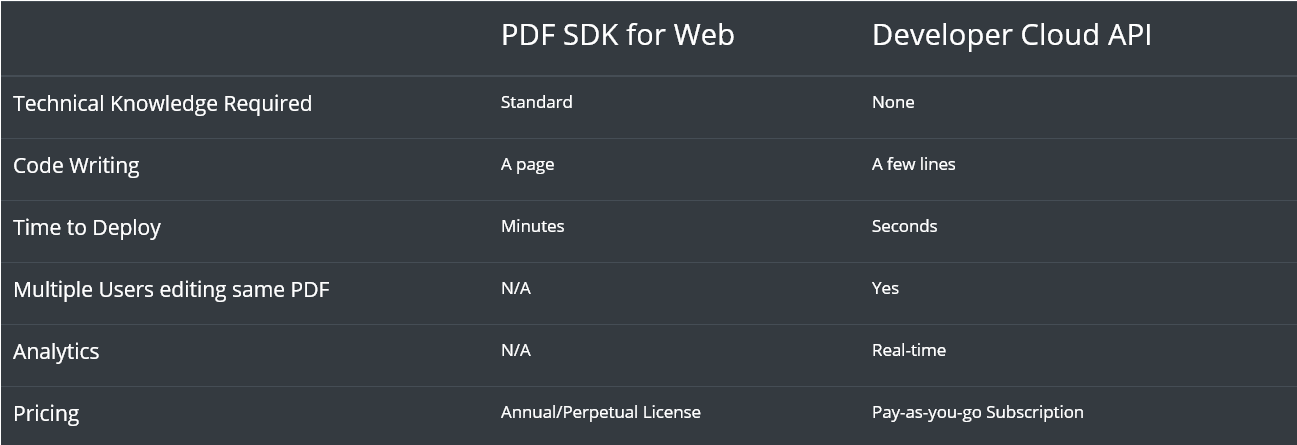 PDF SDK for Web Developer Cloud API
Technical Knowledge Required Standard None
Code Writing A page A few lines
Time to Deploy Minutes Seconds
Multiple Users editing same PDF N/A Yes
Analytics N/A Real-time
Pricing Annual/Perpetual License Pay-as-you-go Subscription